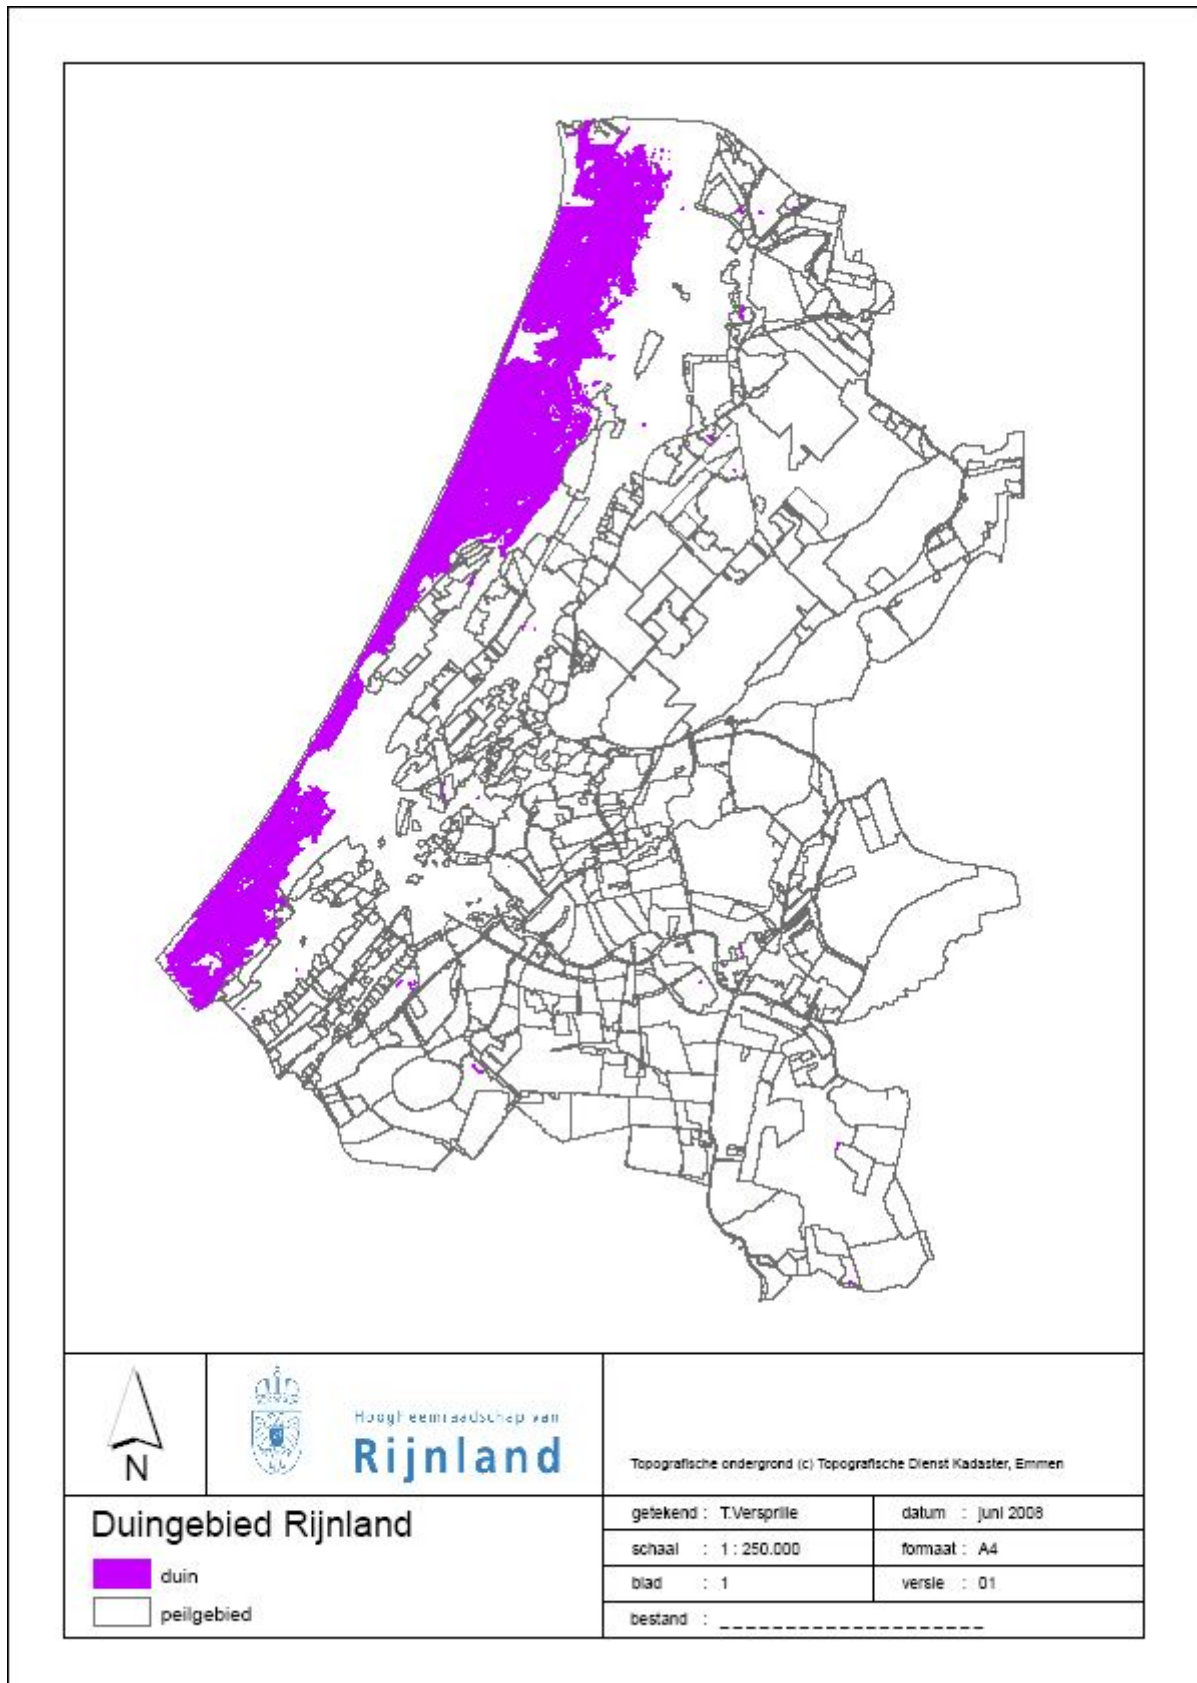 N
Hoogheemraadschap van
Rijnland
Topografische ondergrond (c) Topografische Dienst Kadaster, Emmen
Duingebied Rijnland
duin
peilgebied
getekend : T.Versprille
datum : juni 2008
schaal : 1 : 250.000
formaat : A4
blad : 1
versie : 01
bestand : _ _ _ _ _ _ _ _ _ _ _ _ _ _ _ _ _ _ _ _